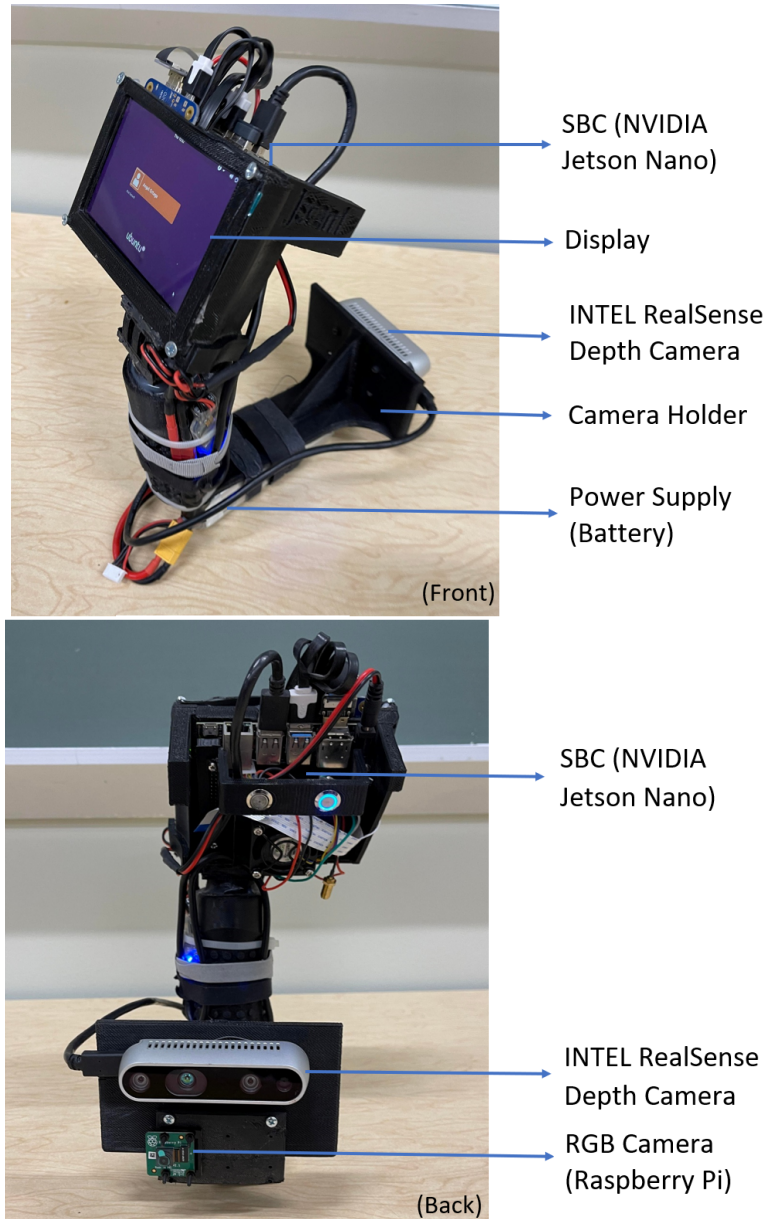 SBC (NVIDIA
Jetson Nano)
Display
ubuntu
INTEL RealSense
Depth Camera
Camera Holder
Power Supply
(Battery)
(Front)
SBC (NVIDIA
Jetson Nano)
INTEL RealSense
Depth Camera
RGB Camera
(Raspberry Pi)
(Back)